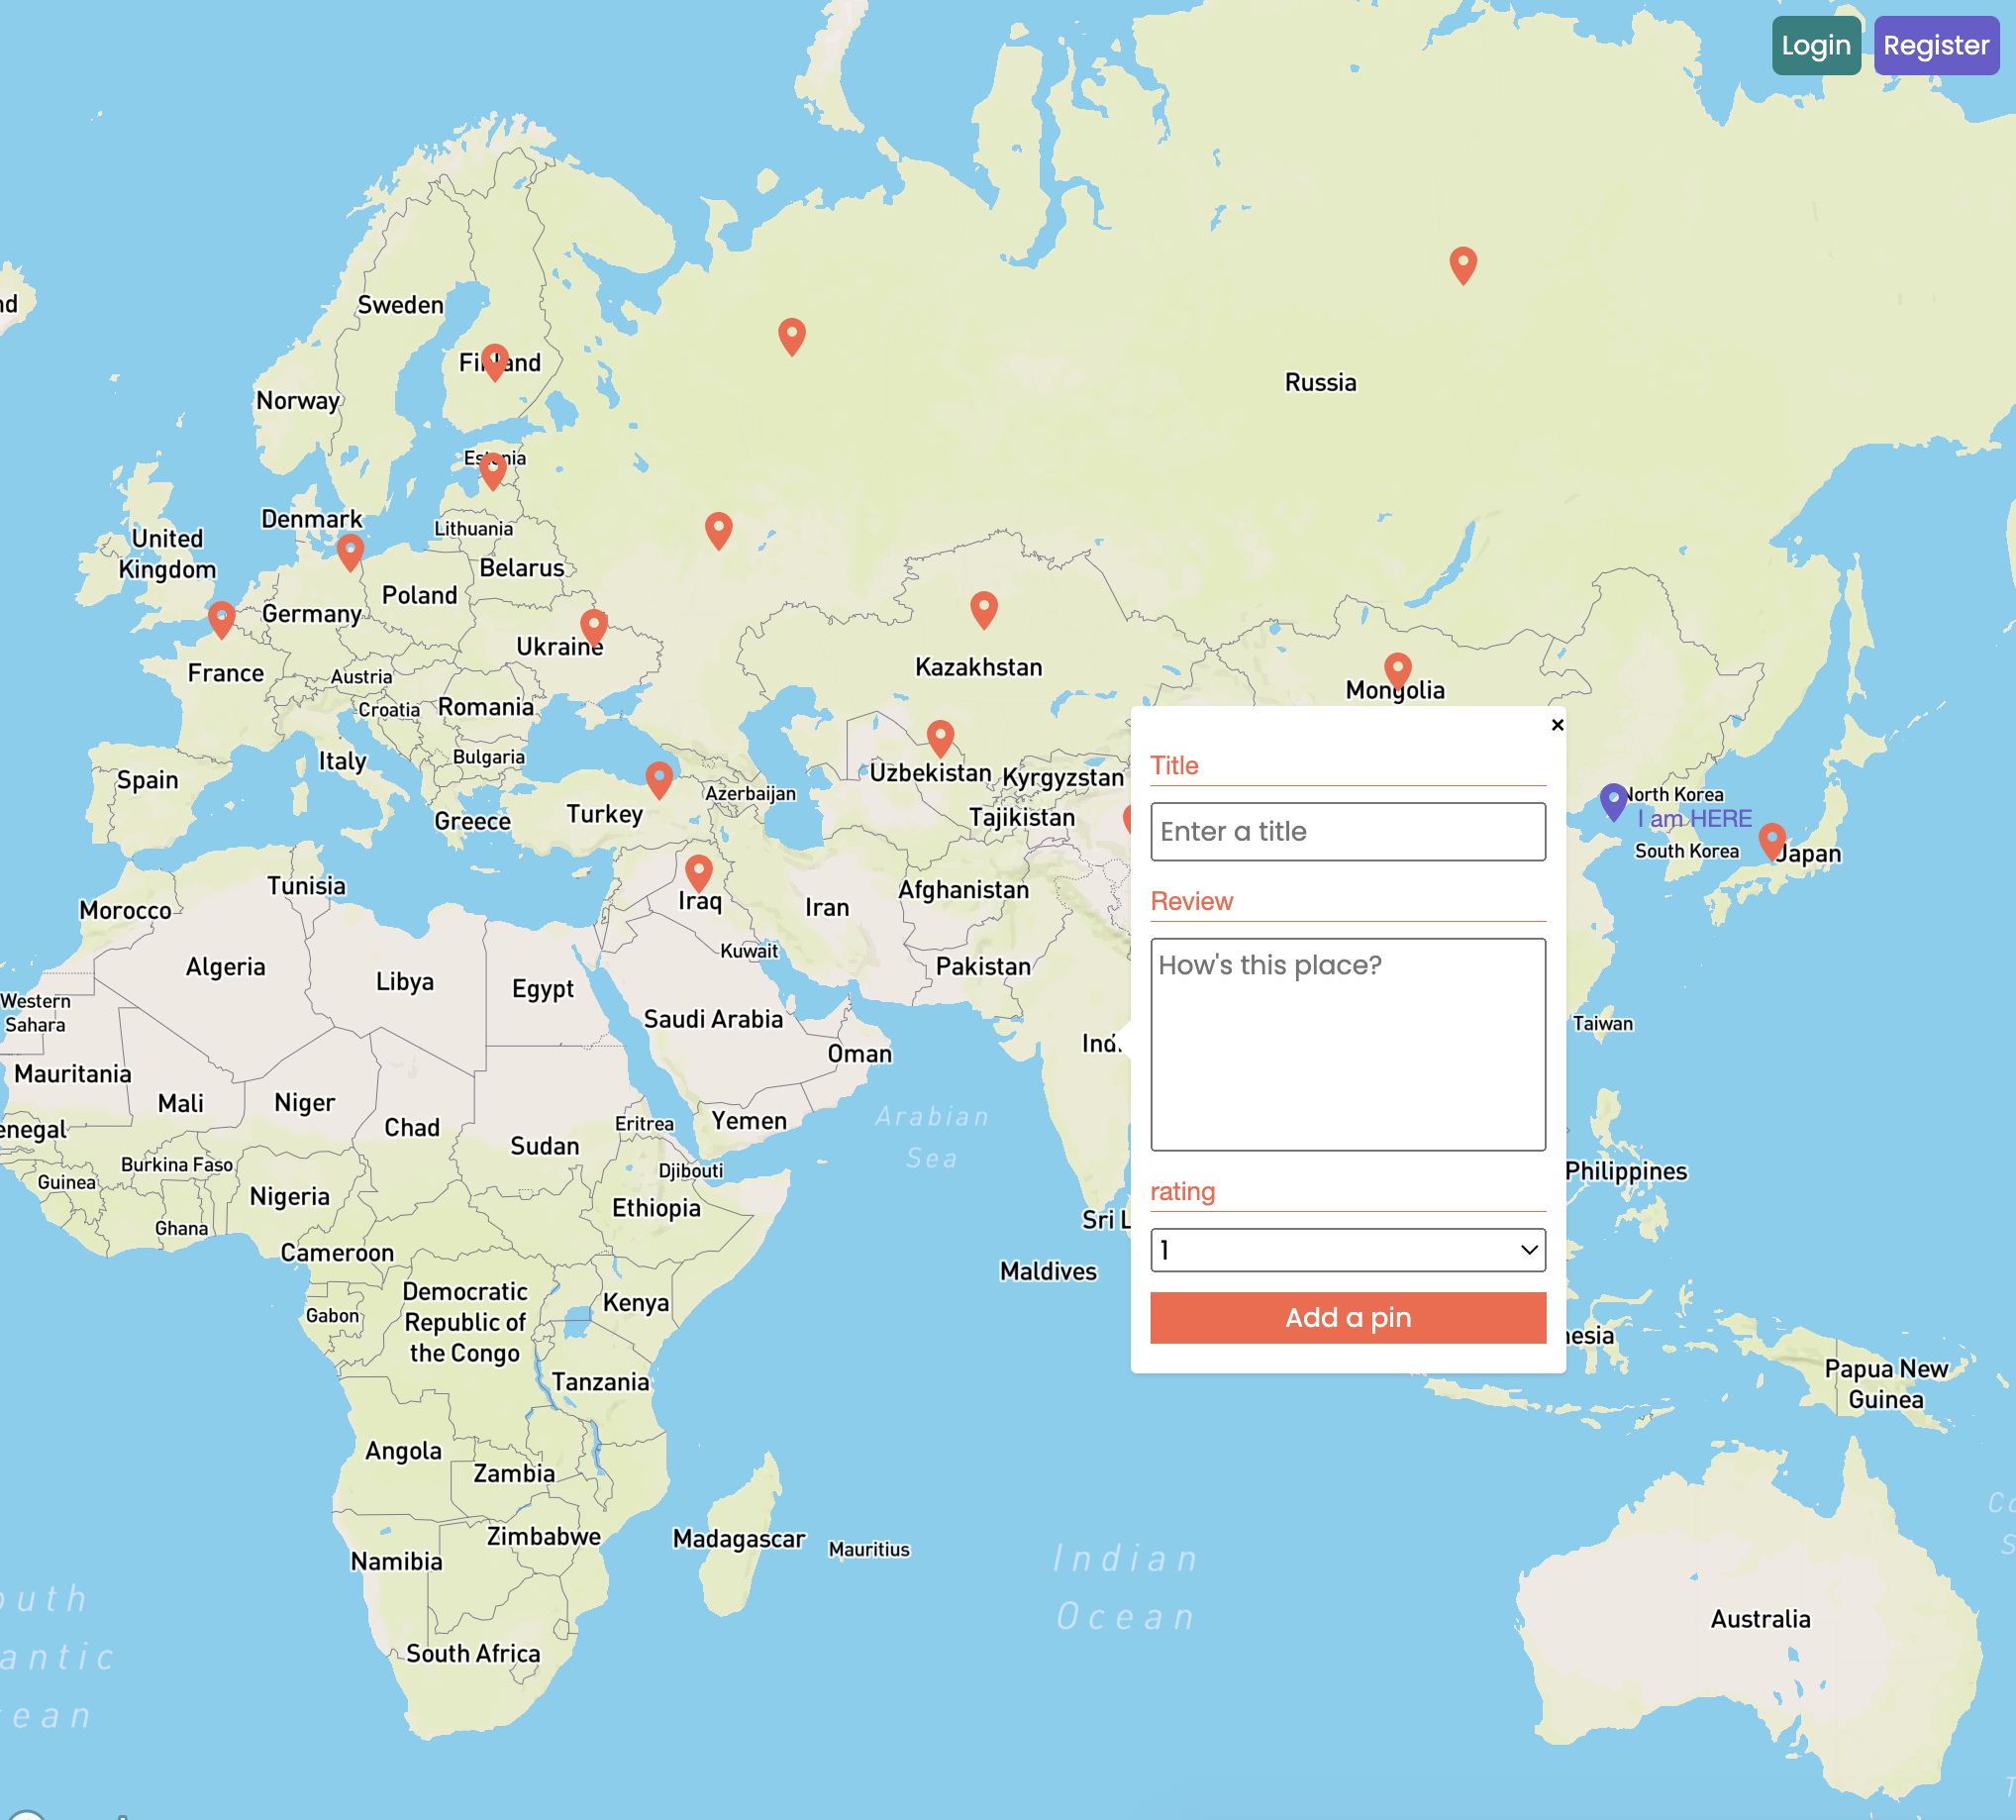 Login
Register
nd
Sweden
Finland
Norway
Russia
Estonia
Denmark
Lithuania
United
Kingdom
Belarus
Poland
Germany
Ukraine
France
Austria
Kazakhstan
Mongolia
Croatia
Romania
Bulgaria
Italy
Spain
Uzbekistan
Kyrgyzstan
Azerbaijan
Turkey
Greece
Tajikistan
North Korea
I am HERE
South Korea
Japan
×
Title
Enter a title
Review
How's this place?
rating
1
Add a pin
Tunisia
Morocco
Iraq
Iran
Afghanistan
Kuwait
Pakistan
Algeria
Libya
Egypt
Western
Sahara
Saudi Arabia
Taiwan
Ind
Oman
Mauritania
Mali
Niger
Chad
Eritrea
Yemen
Arabian
Sea
enegal
Sudan
Burkina Faso
Djibouti
Guinea
Nigeria
Ethiopia
Philippines
Ghana
Sri L
Cameroon
Maldives
Democratic
Republic of
the Congo
Gabon
Kenya
nesia
Tanzania
Papua New
Guinea
Angola
Zambia
Zimbabwe
Madagascar
Mauritius
Namibia
Indian
Ocean
outh
antic
cean
South Africa
Australia